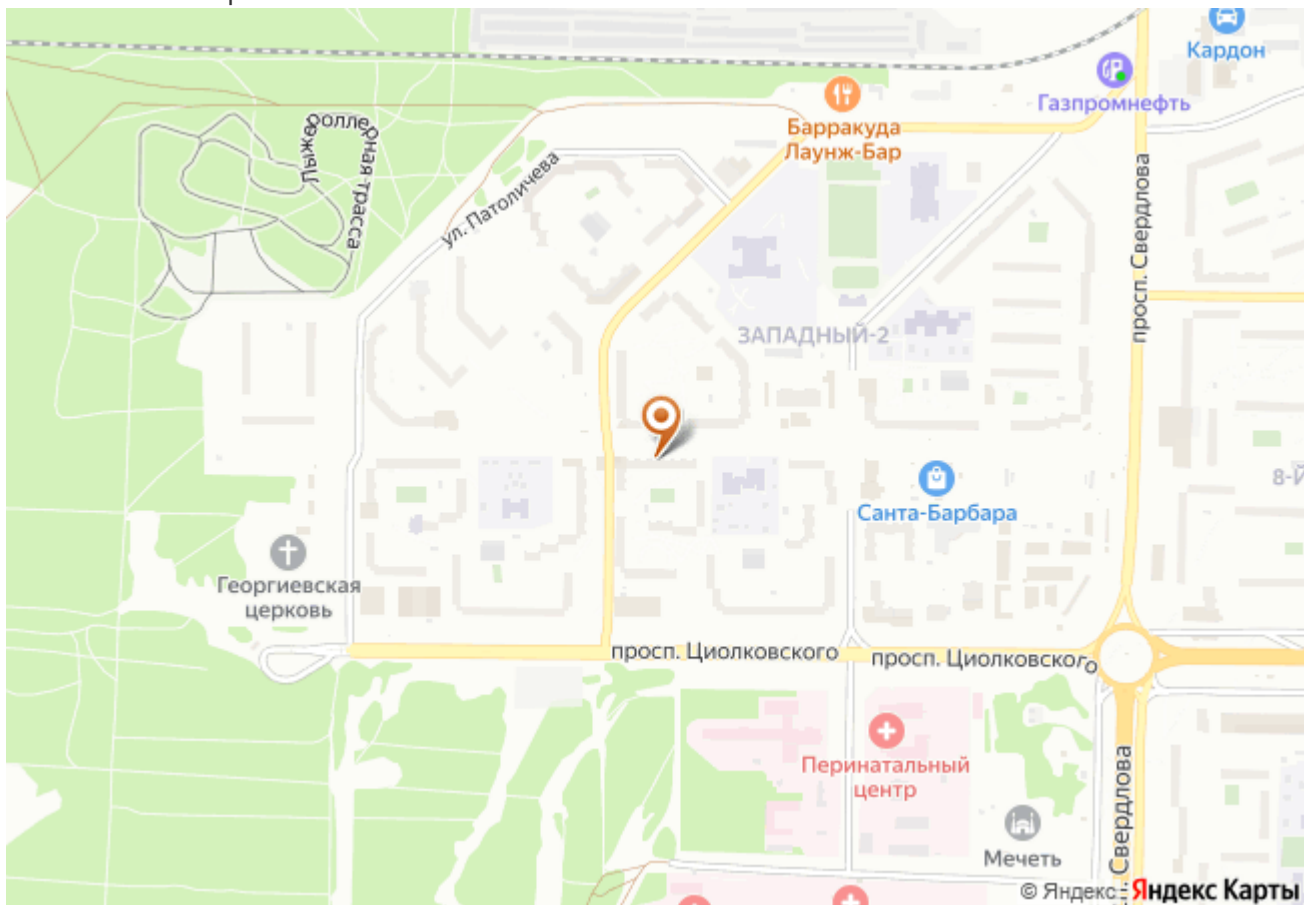 Кардон
Газпромнефть
Барракуда
Лаунж-Бар
Лыжероллерная трасса
ул. Патоличева
просп. Свердлова
ЗАПАДНЫЙ-2
8-Й
Санта-Барбара
Георгиевская
церковь
просп. Циолковского
просп. Циолковского
Перинатальный
центр
Мечеть
п. Свердлова
© Яндекс Яндекс Карты